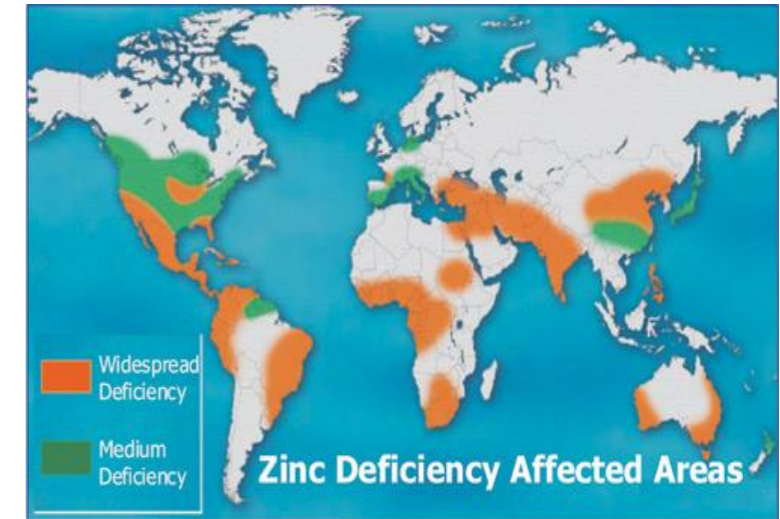 Widespread
Deficiency
Medium
Deficiency
Zinc Deficiency Affected Areas